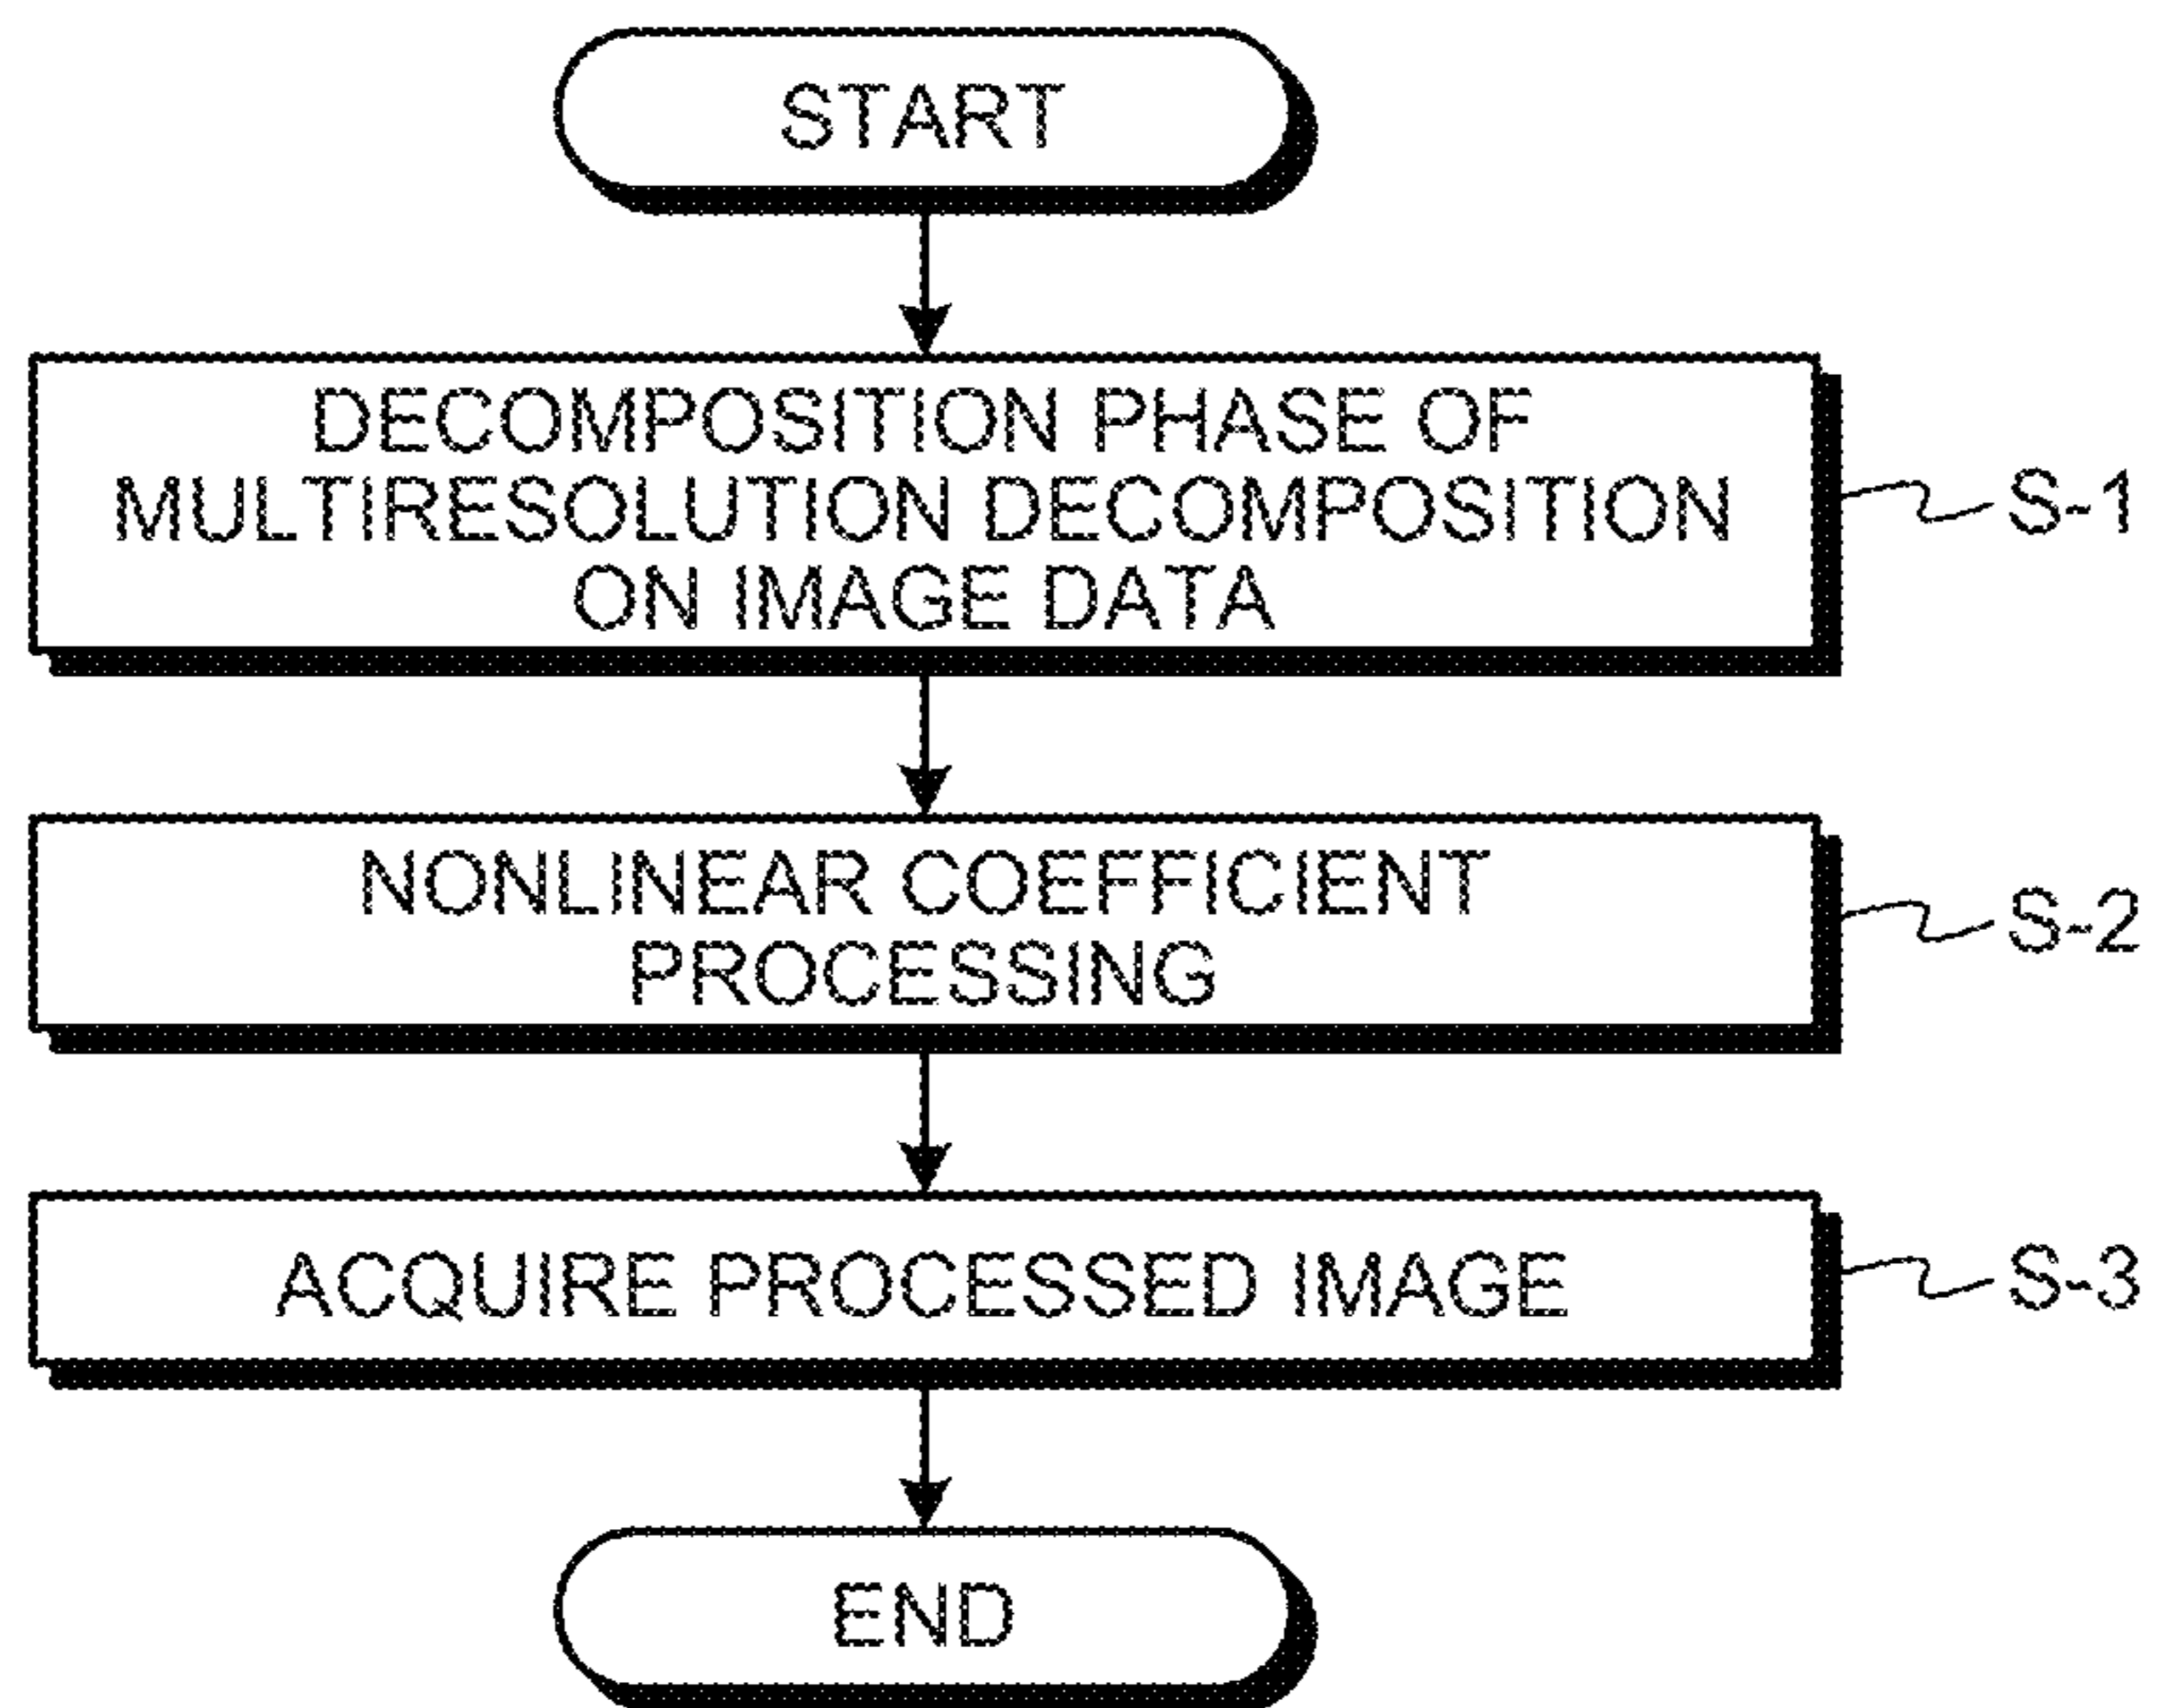 START
DECOMPOSITION PHASE OF
MULTIRESOLUTION DECOMPOSITION
ON IMAGE DATA
S-1
NONLINEAR COEFFICIENT
PROCESSING
S-2
ACQUIRE PROCESSED IMAGE
S-3
END